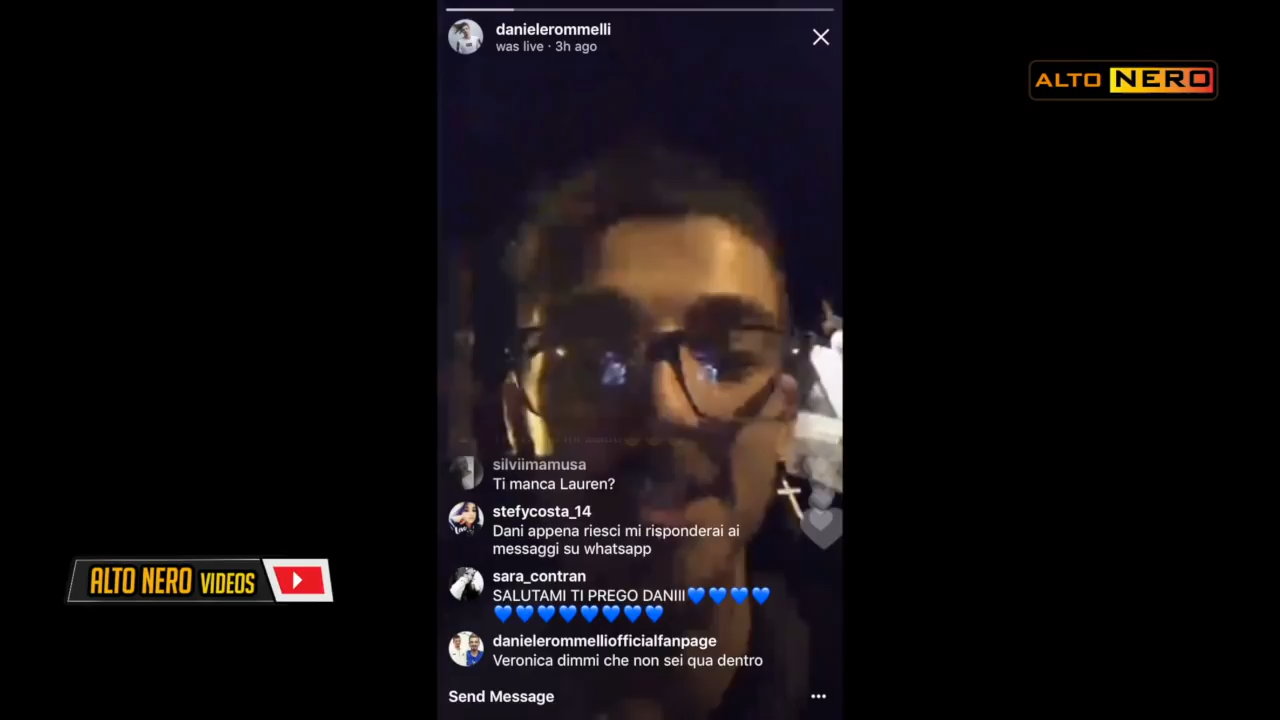 danielerommelli
was live · 3h ago
ALTO NERO
silviimamusa
Ti manca Lauren?
stefycosta_14
Dani appena riesci mi risponderai ai
messaggi su whatsapp
sara_contran
SALUTAMI TI PREGO DANIII💙💙💙💙
💙💙💙💙💙💙💙💙
danielerommelliofficialfanpage
Veronica dimmi che non sei qua dentro
Send Message
ALTO NERO VIDEOS